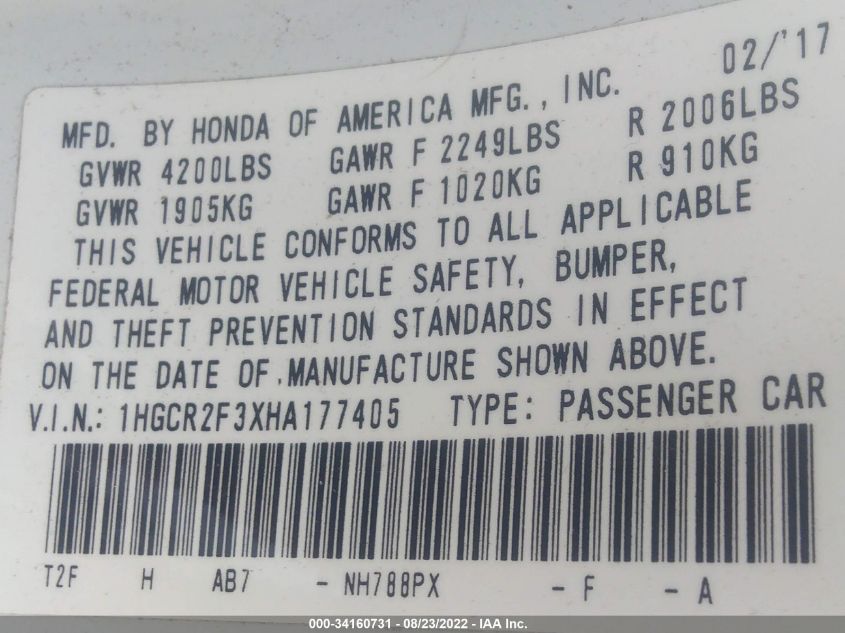 02/'17
MFD. BY HONDA OF AMERICA MFG., INC.
GVWR 4200LBS GAWR F 2249LBS R 2006LBS
GVWR 1905KG GAWR F 1020KG R 910KG
THIS VEHICLE CONFORMS TO ALL APPLICABLE
FEDERAL MOTOR VEHICLE SAFETY, BUMPER,
AND THEFT PREVENTION STANDARDS IN EFFECT
ON THE DATE OF MANUFACTURE SHOWN ABOVE.
V.I.N.: 1HGCR2F3XHA177405 TYPE: PASSENGER CAR
T2F H AB7 - NH788PX - F - A
000-34160731 - 08/23/2022 - IAA Inc.